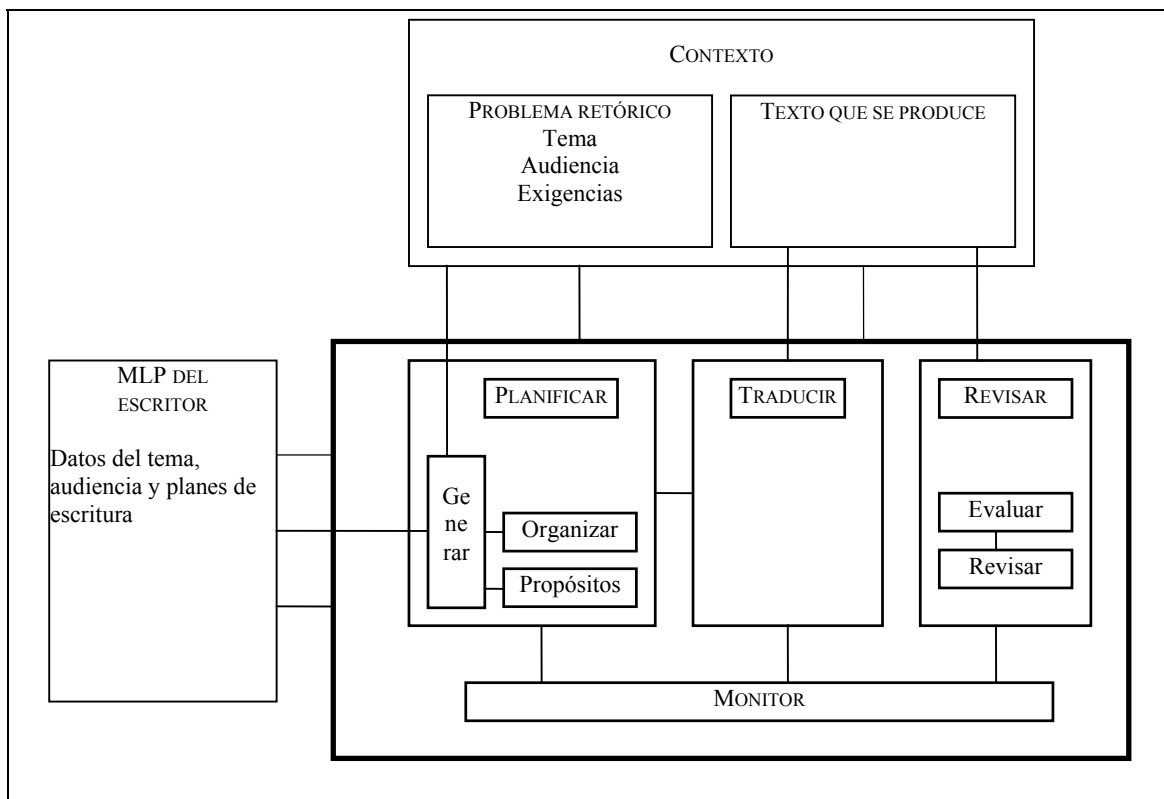 CONTEXTO
PROBLEMA RETÓRICO
Tema
Audiencia
Exigencias
TEXTO QUE SE PRODUCE
MLP DEL
ESCRITOR
Datos del tema,
audiencia y planes de
escritura
PLANIFICAR
Ge
ne
rar
Organizar
Propósitos
TRADUCIR
REVISAR
Evaluar
Revisar
MONITOR